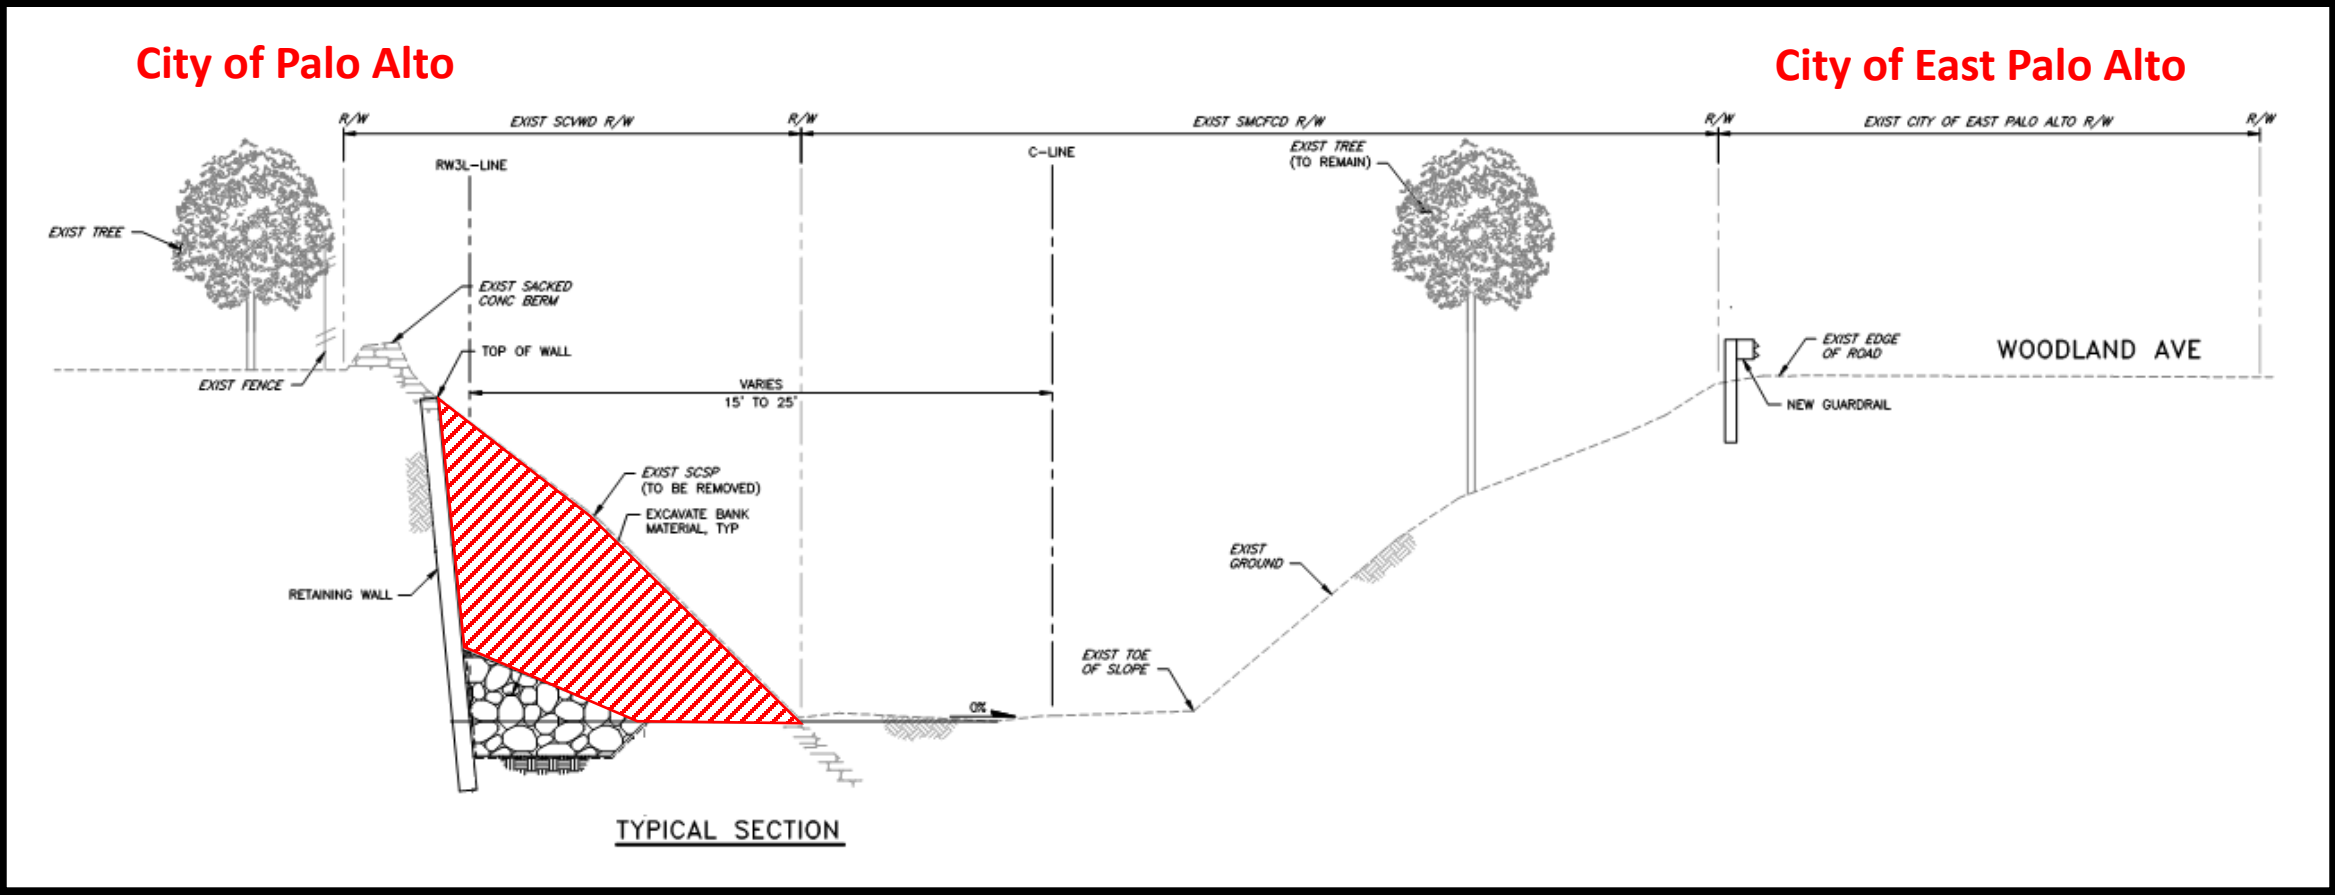 City of Palo Alto
City of East Palo Alto
R/W
EXIST SCVWD R/W
R/W
EXIST SMCFCD R/W
R/W
EXIST CITY OF EAST PALO ALTO R/W
R/W
RW3L-LINE
C-LINE
EXIST TREE
(TO REMAIN)
EXIST TREE
EXIST SACKED
CONC BERM
TOP OF WALL
EXIST FENCE
VARIES
15' TO 25'
EXIST EDGE
OF ROAD
WOODLAND AVE
NEW GUARDRAIL
EXIST SCSP
(TO BE REMOVED)
EXCAVATE BANK
MATERIAL, TYP
RETAINING WALL
EXIST
GROUND
EXIST TOE
OF SLOPE
0%
TYPICAL SECTION